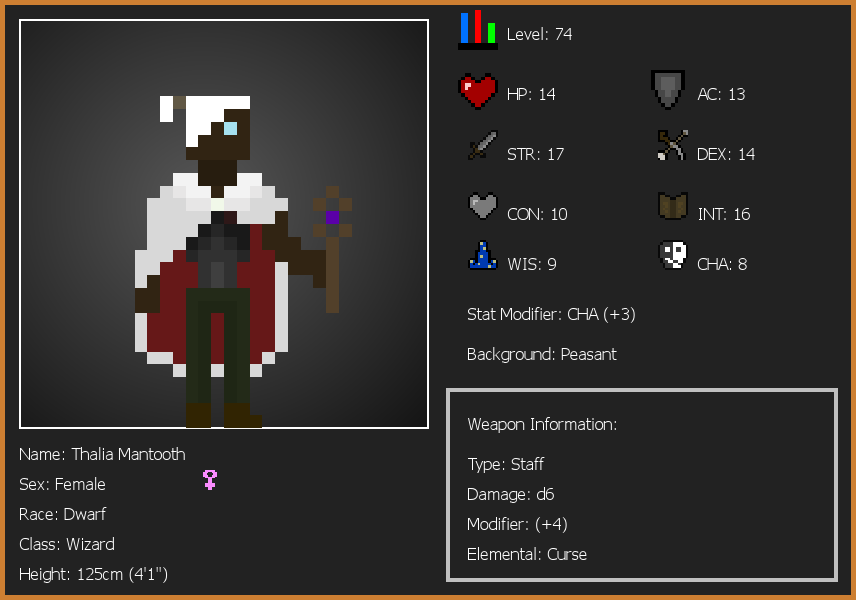 Level: 74
HP: 14
AC: 13
STR: 17
DEX: 14
CON: 10
INT: 16
WIS: 9
CHA: 8
Stat Modifier: CHA (+3)
Background: Peasant
Weapon Information:
Type: Staff
Damage: d6
Modifier: (+4)
Elemental: Curse
Name: Thalia Mantooth
Sex: Female
Race: Dwarf
Class: Wizard
Height: 125cm (4'1")